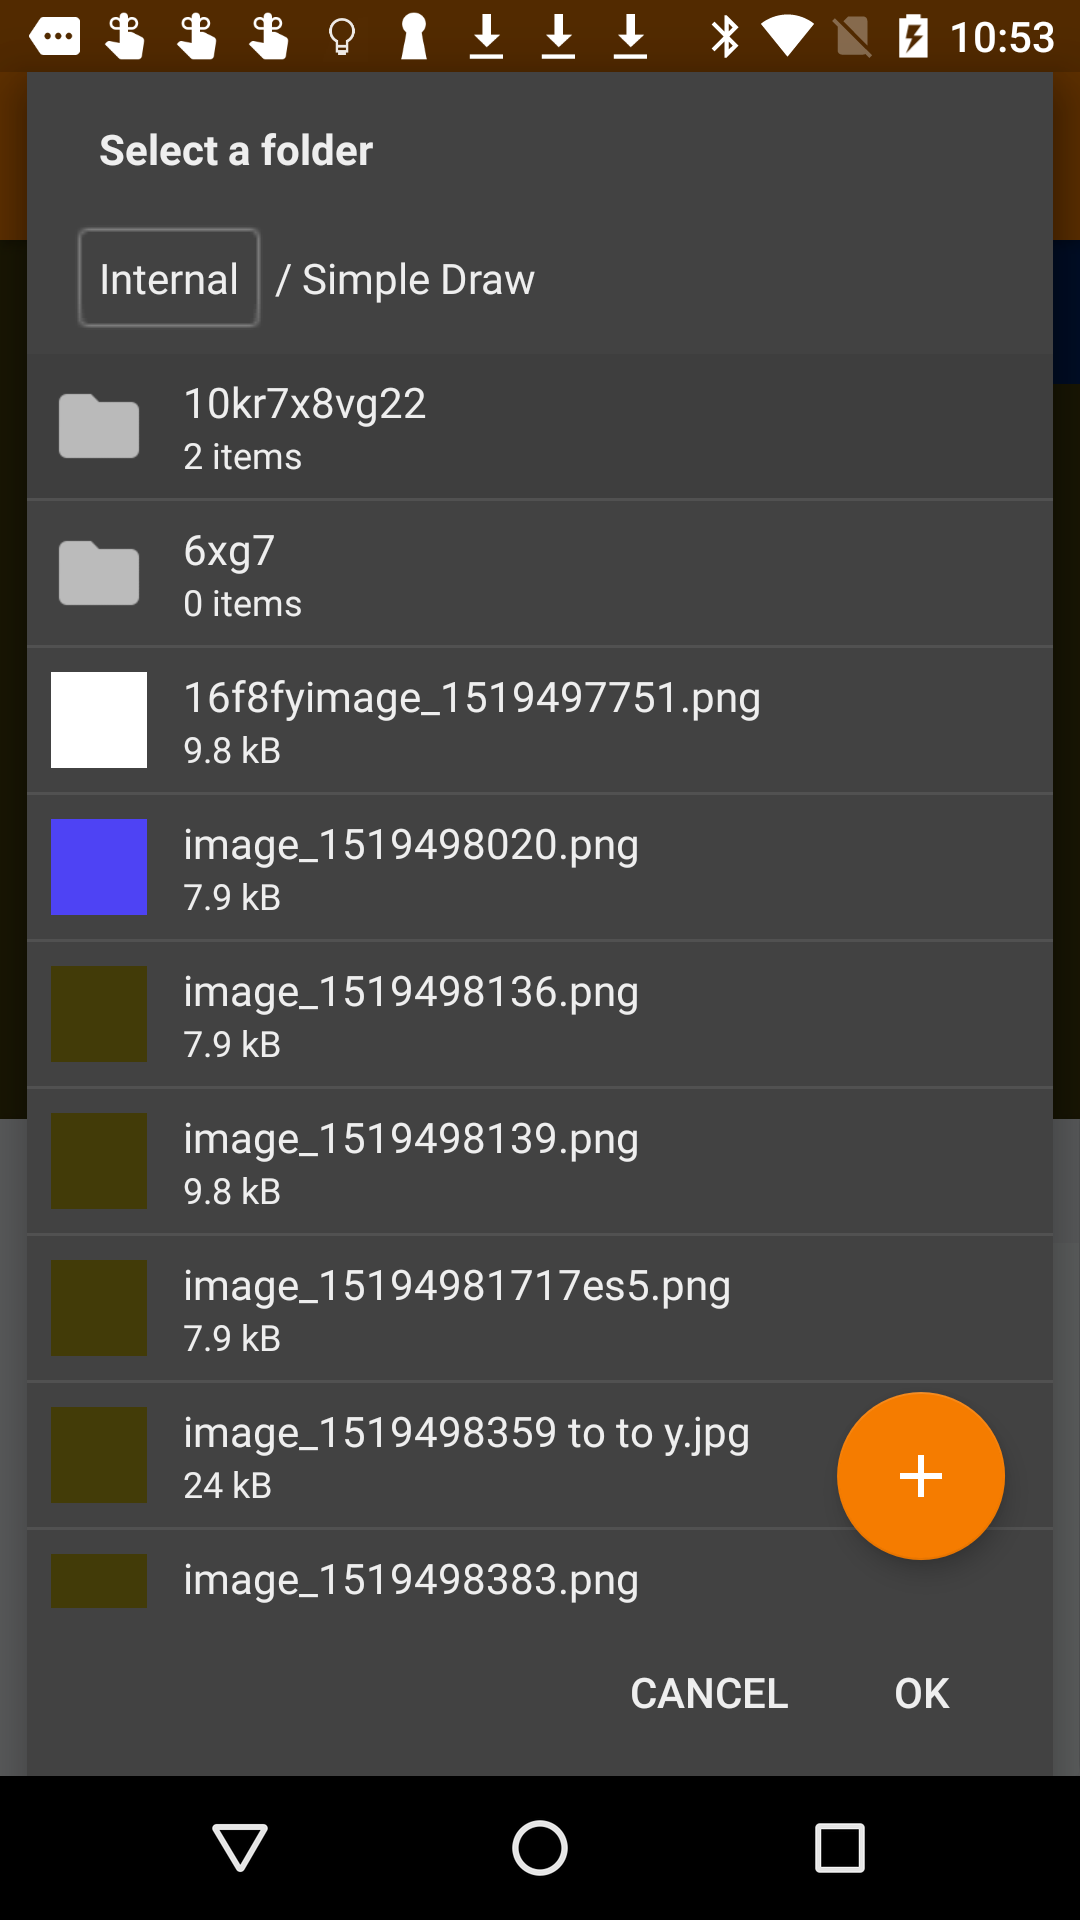 10:53
Select a folder
Internal / Simple Draw
10kr7x8vg22
2 items
6xg7
0 items
16f8fyimage_1519497751.png
9.8 kB
image_1519498020.png
7.9 kB
image_1519498136.png
7.9 kB
image_1519498139.png
9.8 kB
image_15194981717es5.png
7.9 kB
image_1519498359 to to y.jpg
24 kB
image_1519498383.png
CANCEL OK